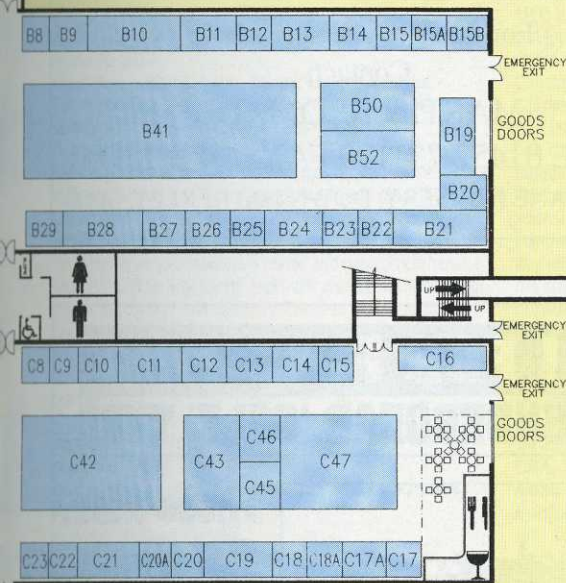 B8 B9 B10 B11 B12 B13 B14 B15 B15A B15B
EMERGENCY
EXIT
B41
B50
B52
B19
GOODS
DOORS
B20
B29 B28 B27 B26 B25 B24 B23 B22 B21
UP
UP
EMERGENCY
EXIT
C8 C9 C10 C11 C12 C13 C14 C15
C16
EMERGENCY
EXIT
C42
C43
C46
C45
C47
GOODS
DOORS
C23 C22 C21 C20A C20 C19 C18 C18A C17A C17